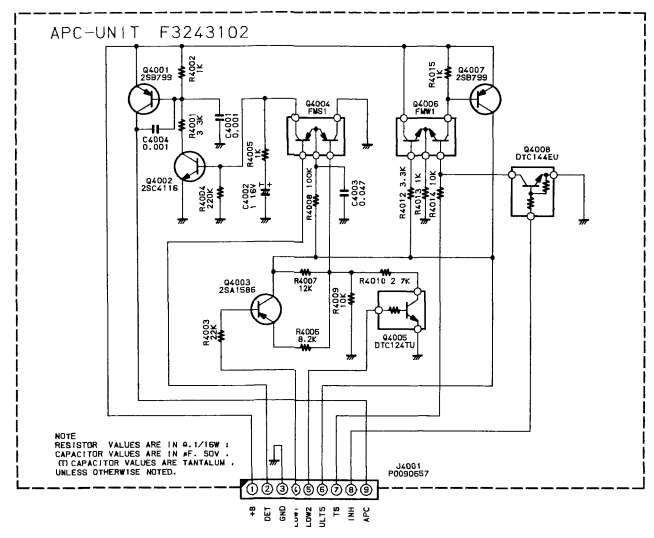 APC-UNIT F3243102
Q4001
2SB799
R4002
1K
R4001
3.3K
C4004
0.001
C4001
0.001
Q4002
2SC4116
R4004
220K
R4005
1K
C4002
1 16V
+
Q4004
FMS1
R4008 100K
C4003
0.047
Q4006
FMW1
R4015
1K
Q4007
2SB799
R4012 3.3K
R4013 1K
R4014 10K
Q4008
DTC144EU
Q4003
2SA1586
R4003
22K
R4007
12K
R4006
8.2K
R4009
10K
R4010 2.7K
Q4005
DTC124TU
NOTE
RESISTOR VALUES ARE IN Ω.1/16W ;
CAPACITOR VALUES ARE IN µF. 50V .
(T) CAPACITOR VALUES ARE TANTALUM ,
UNLESS OTHERWISE NOTED.
J4001
P0090657
1 2 3 4 5 6 7 8 9
+B
DET
GND
LOW1
LOW2
ULT5
T5
INH
APC